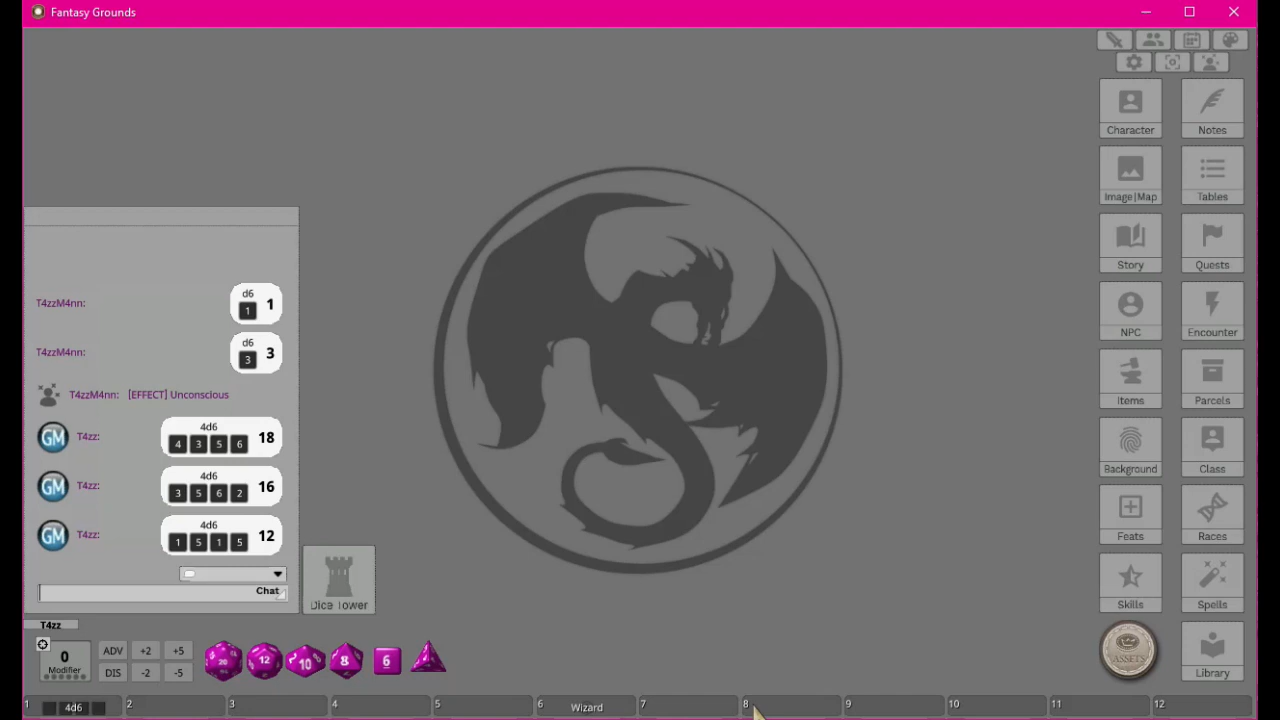 Fantasy Grounds
Character
Notes
Image|Map
Tables
Story
Quests
NPC
Encounter
Items
Parcels
Background
Class
Feats
Races
Skills
Spells
ASSETS
Library
d6
T4zzM4nn: 1 1
d6
T4zzM4nn: 3 3
T4zzM4nn: [EFFECT] Unconscious
4d6
GM T4zz: 4 3 5 6 18
4d6
GM T4zz: 3 5 6 2 16
4d6
GM T4zz: 1 5 1 5 12
Chat
Dice Tower
T4zz
0
Modifier
ADV +2 +5
DIS -2 -5
20 12 10 8 6
1 4d6 2 3 4 5 6 Wizard 7 8 9 10 11 12